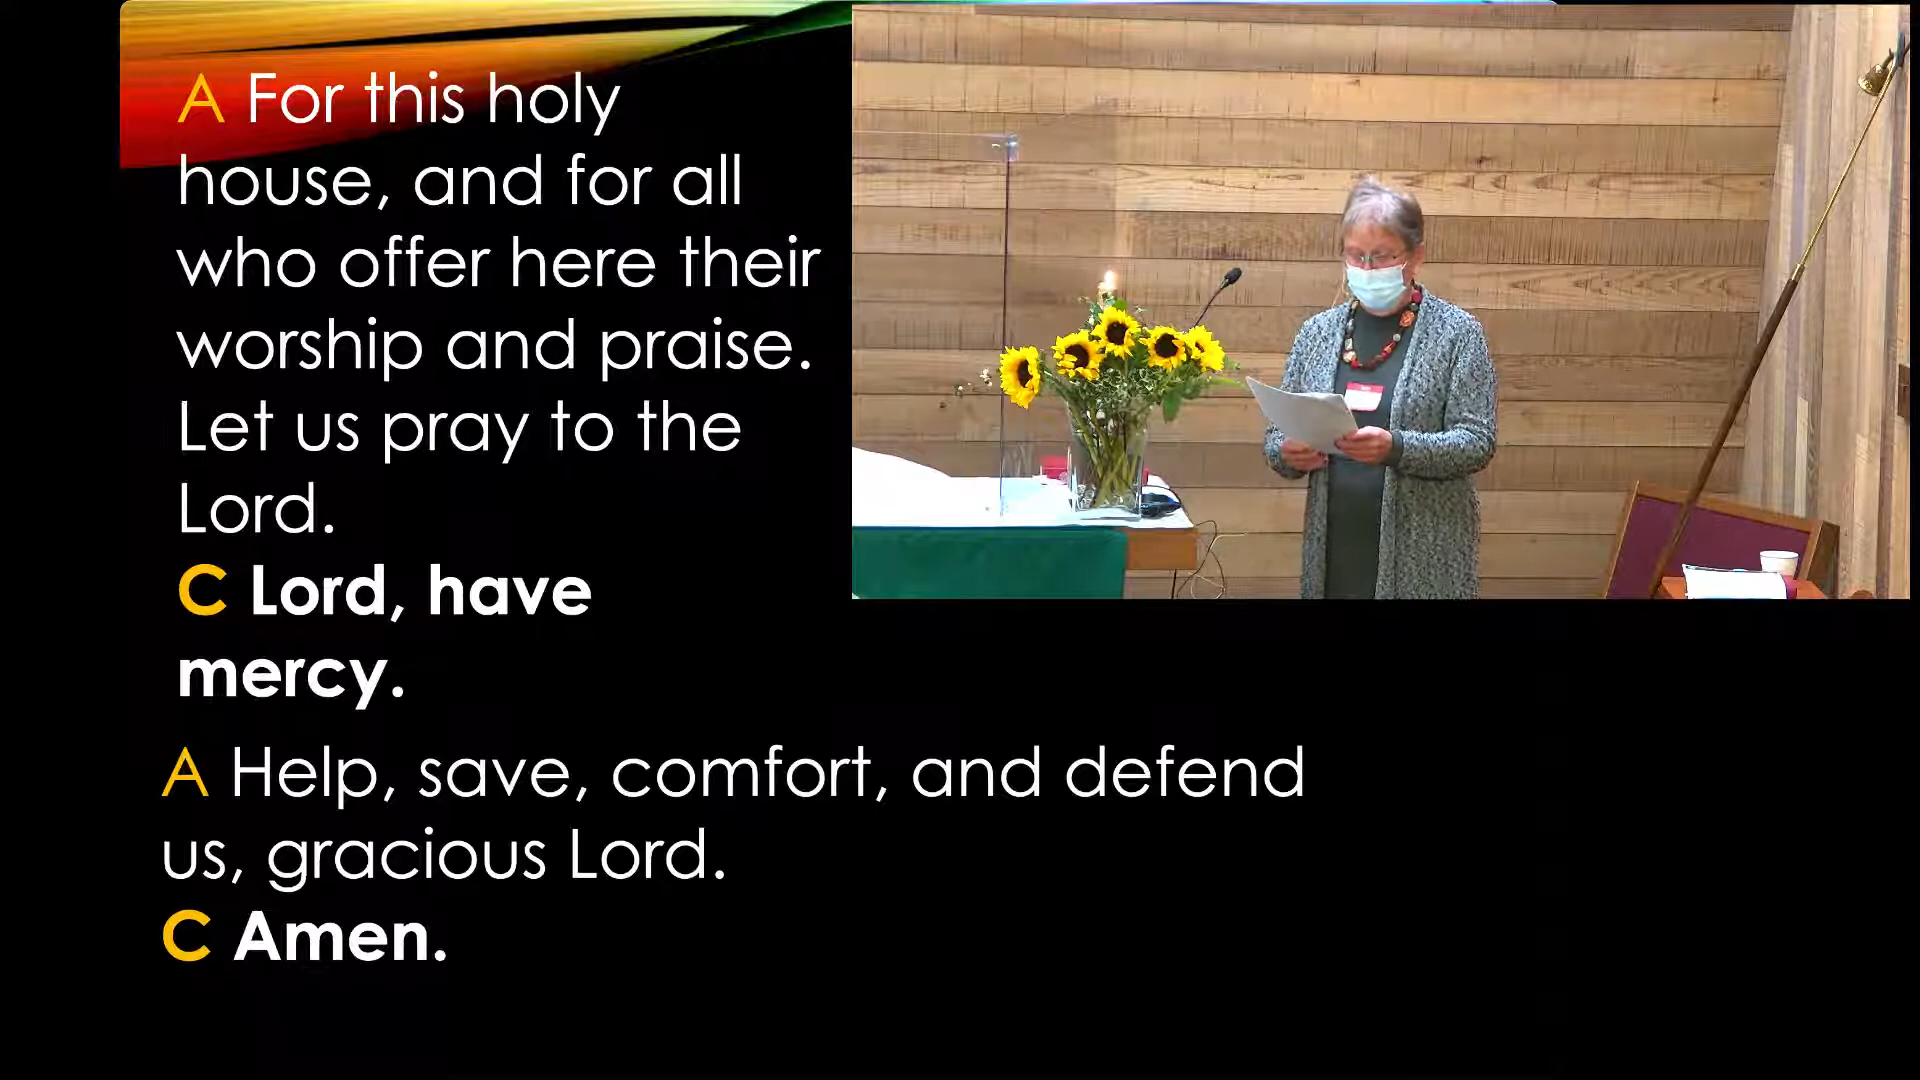 A For this holy
house, and for all
who offer here their
worship and praise.
Let us pray to the
Lord.
C Lord, have
mercy.
A Help, save, comfort, and defend
us, gracious Lord.
C Amen.